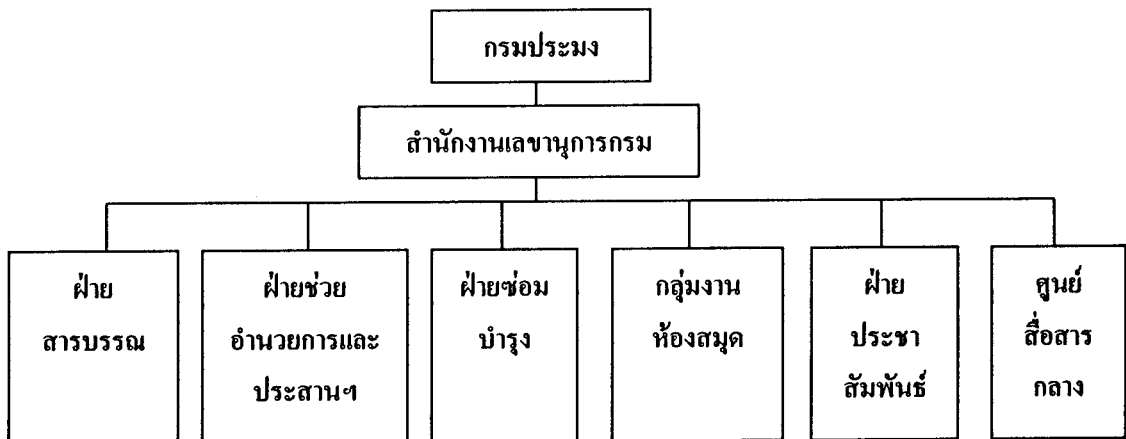 กรมประมง
สำนักงานเลขานุการกรม
ฝ่าย
สารบรรณ
ฝ่ายช่วย
อำนวยการและ
ประสานฯ
ฝ่ายซ่อม
บำรุง
กลุ่มงาน
ห้องสมุด
ฝ่าย
ประชา
สัมพันธ์
ศูนย์
สื่อสาร
กลาง